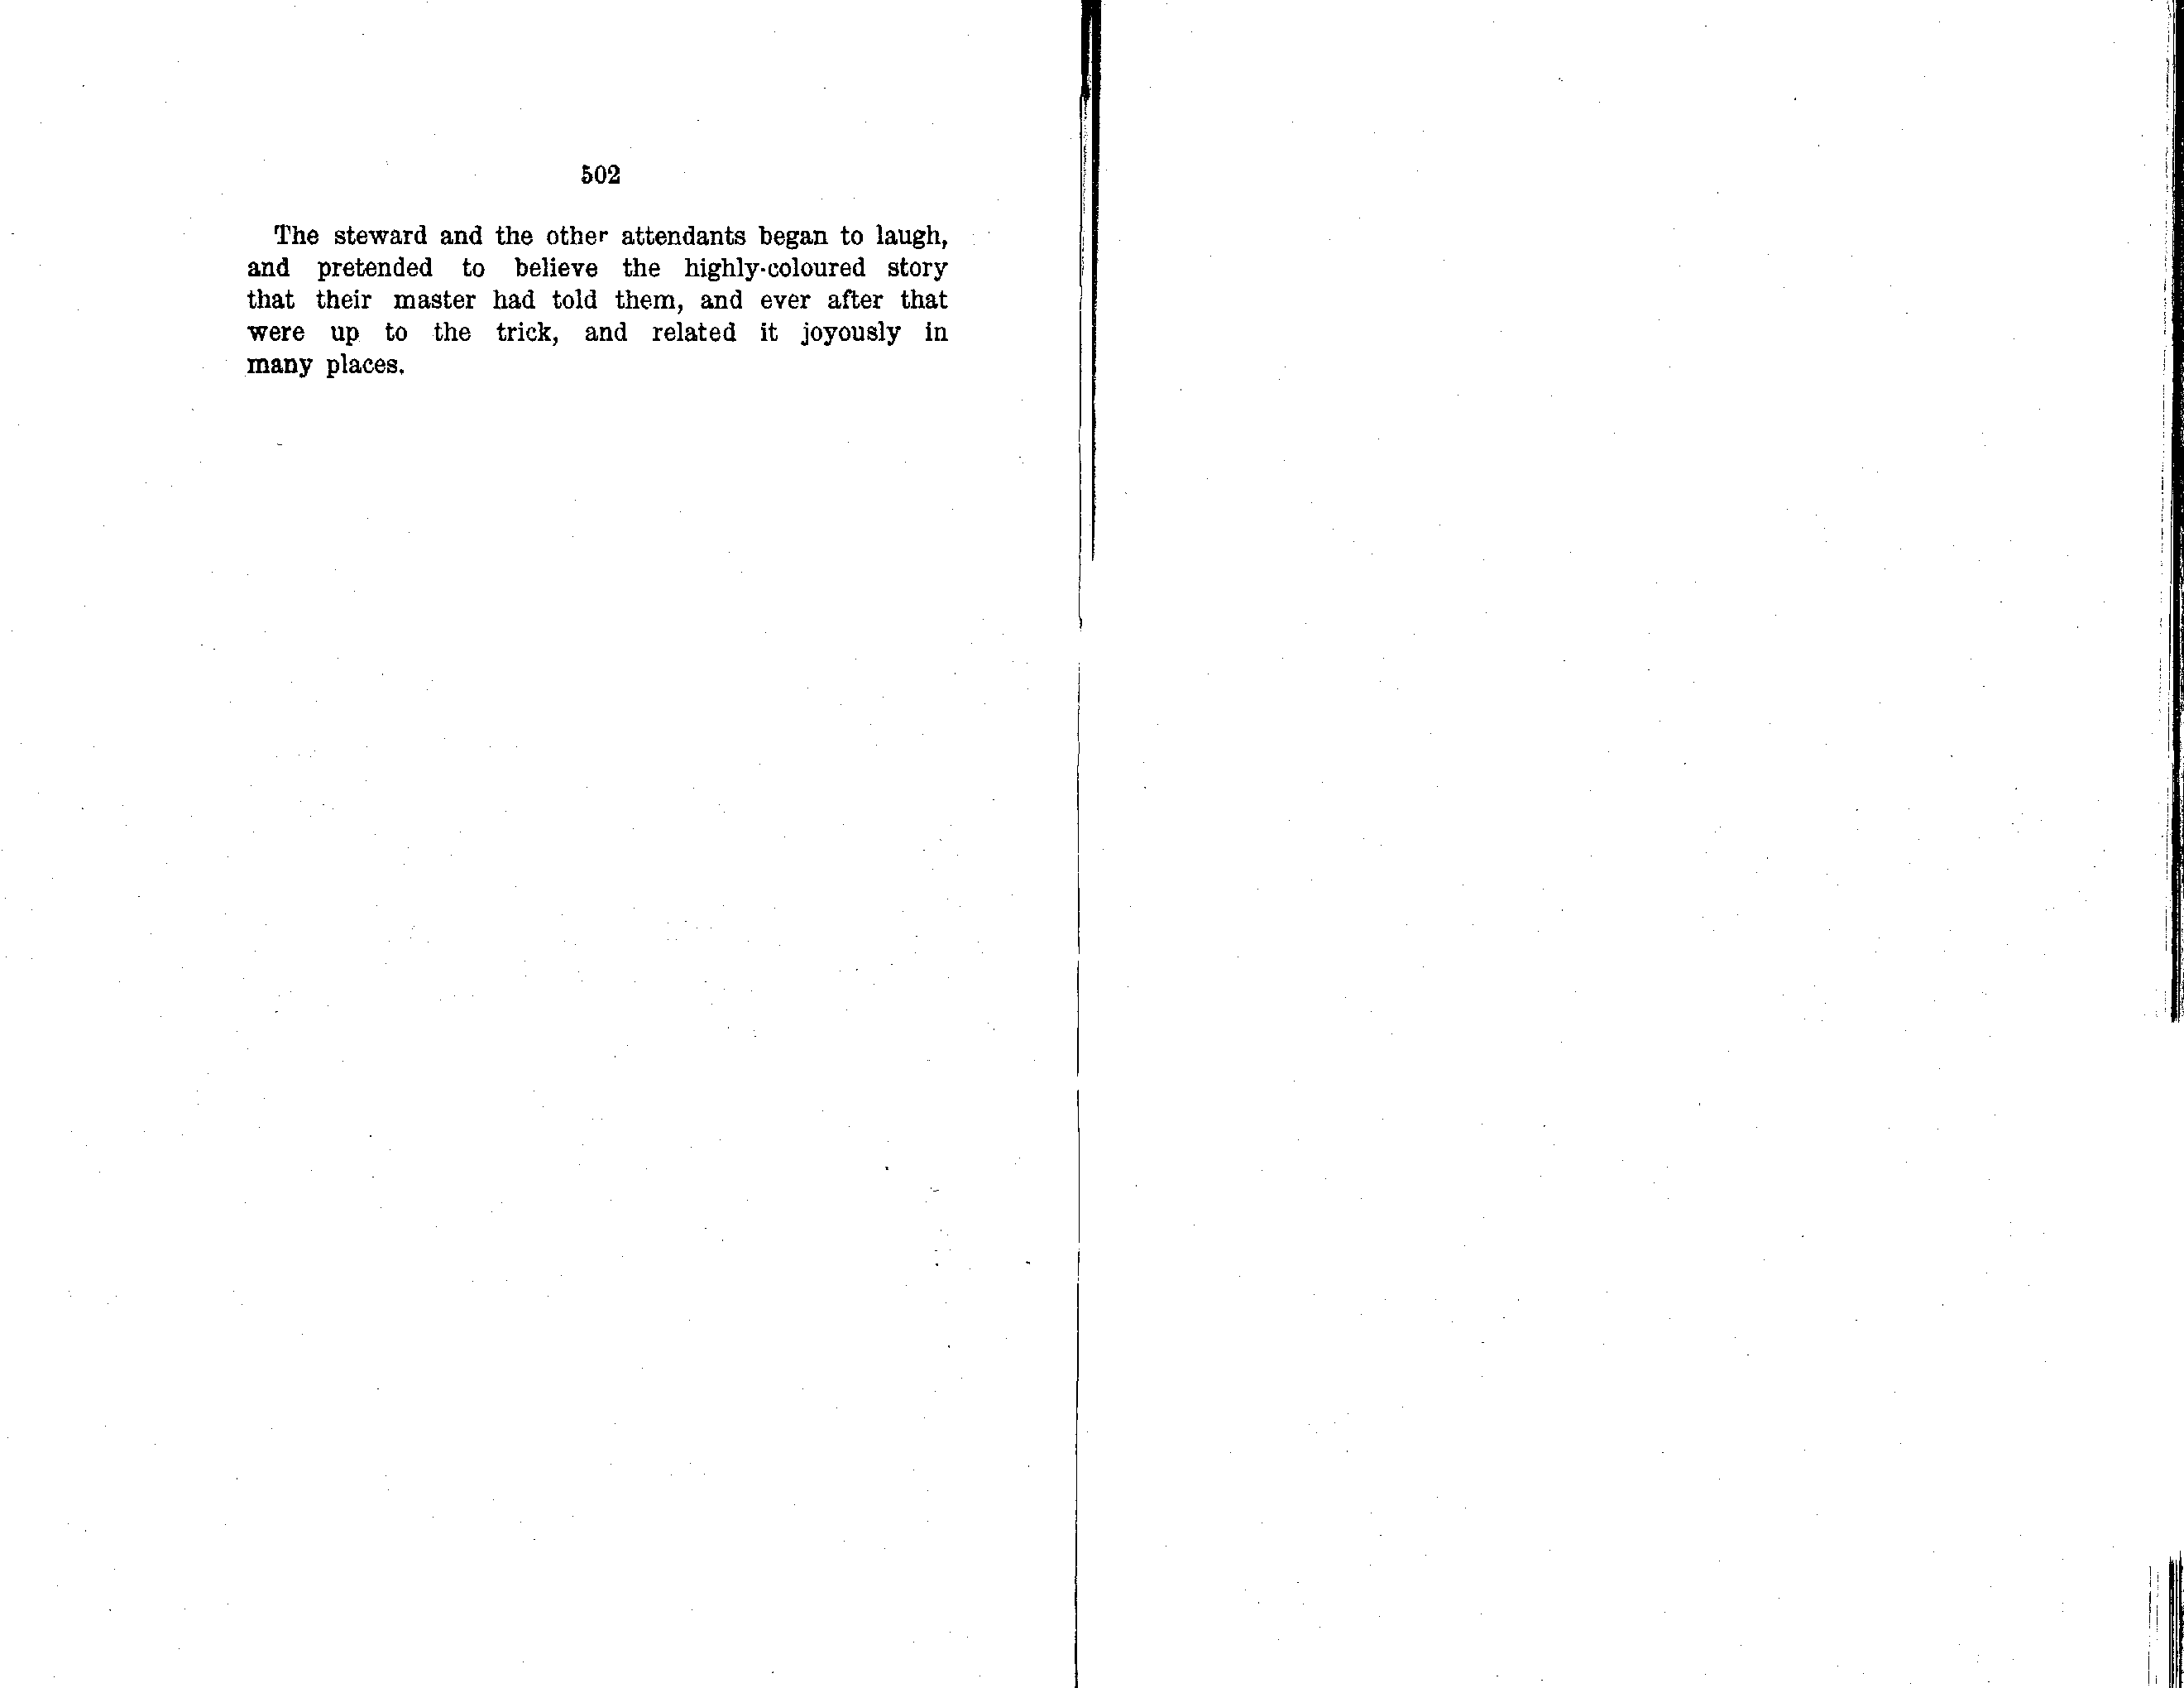 502
The steward and the other attendants began to laugh,
and pretended to believe the highly-coloured story
that their master had told them, and ever after that
were up to the trick, and related it joyously in
many places.